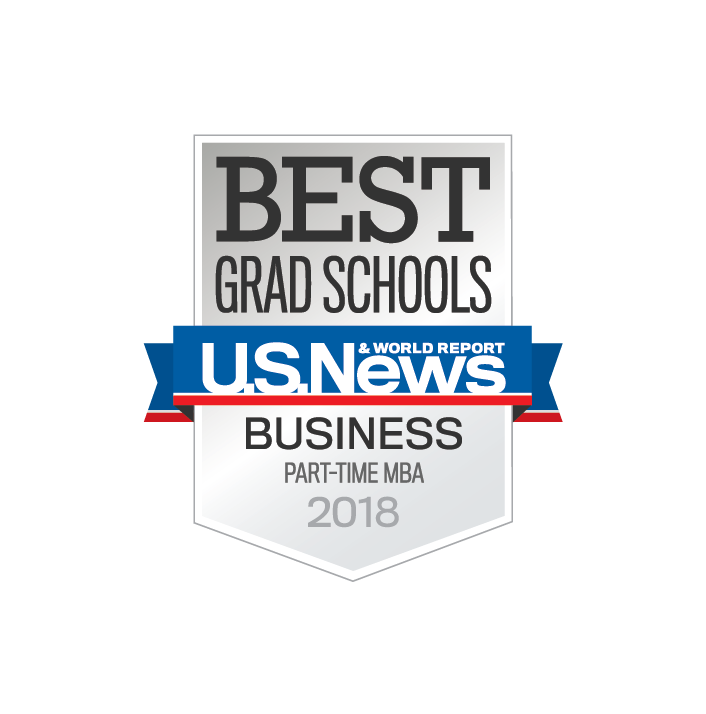 BEST
GRAD SCHOOLS
& WORLD REPORT
U.S.News
BUSINESS
PART-TIME MBA
2018